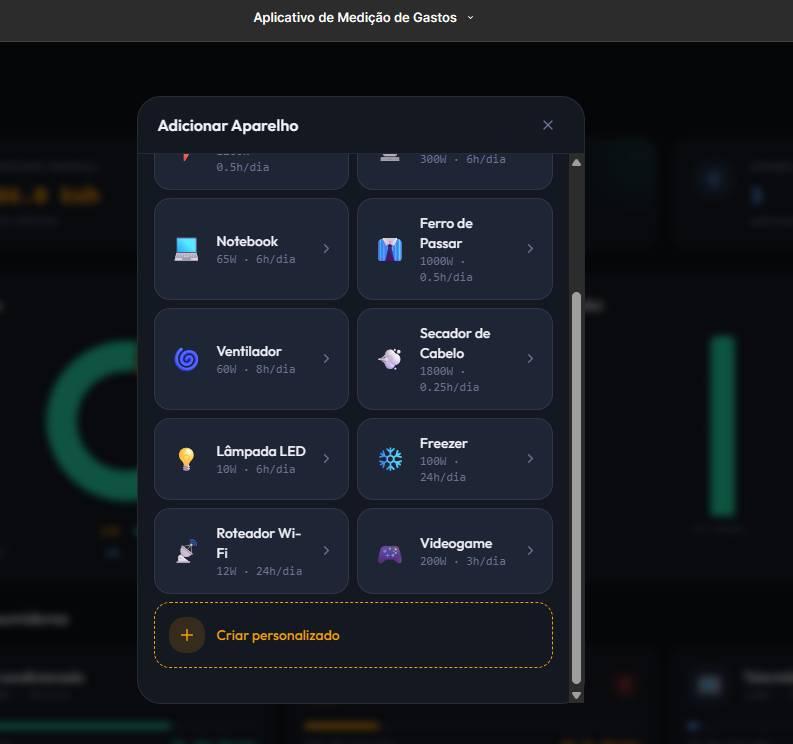 Aplicativo de Medição de Gastos
Adicionar Aparelho
0.5h/dia
300W · 6h/dia
Notebook
65W · 6h/dia
Ferro de
Passar
1000W ·
0.5h/dia
Ventilador
60W · 8h/dia
Secador de
Cabelo
1800W ·
0.25h/dia
Lâmpada LED
10W · 6h/dia
Freezer
100W ·
24h/dia
Roteador Wi-
Fi
12W · 24h/dia
Videogame
200W · 3h/dia
Criar personalizado